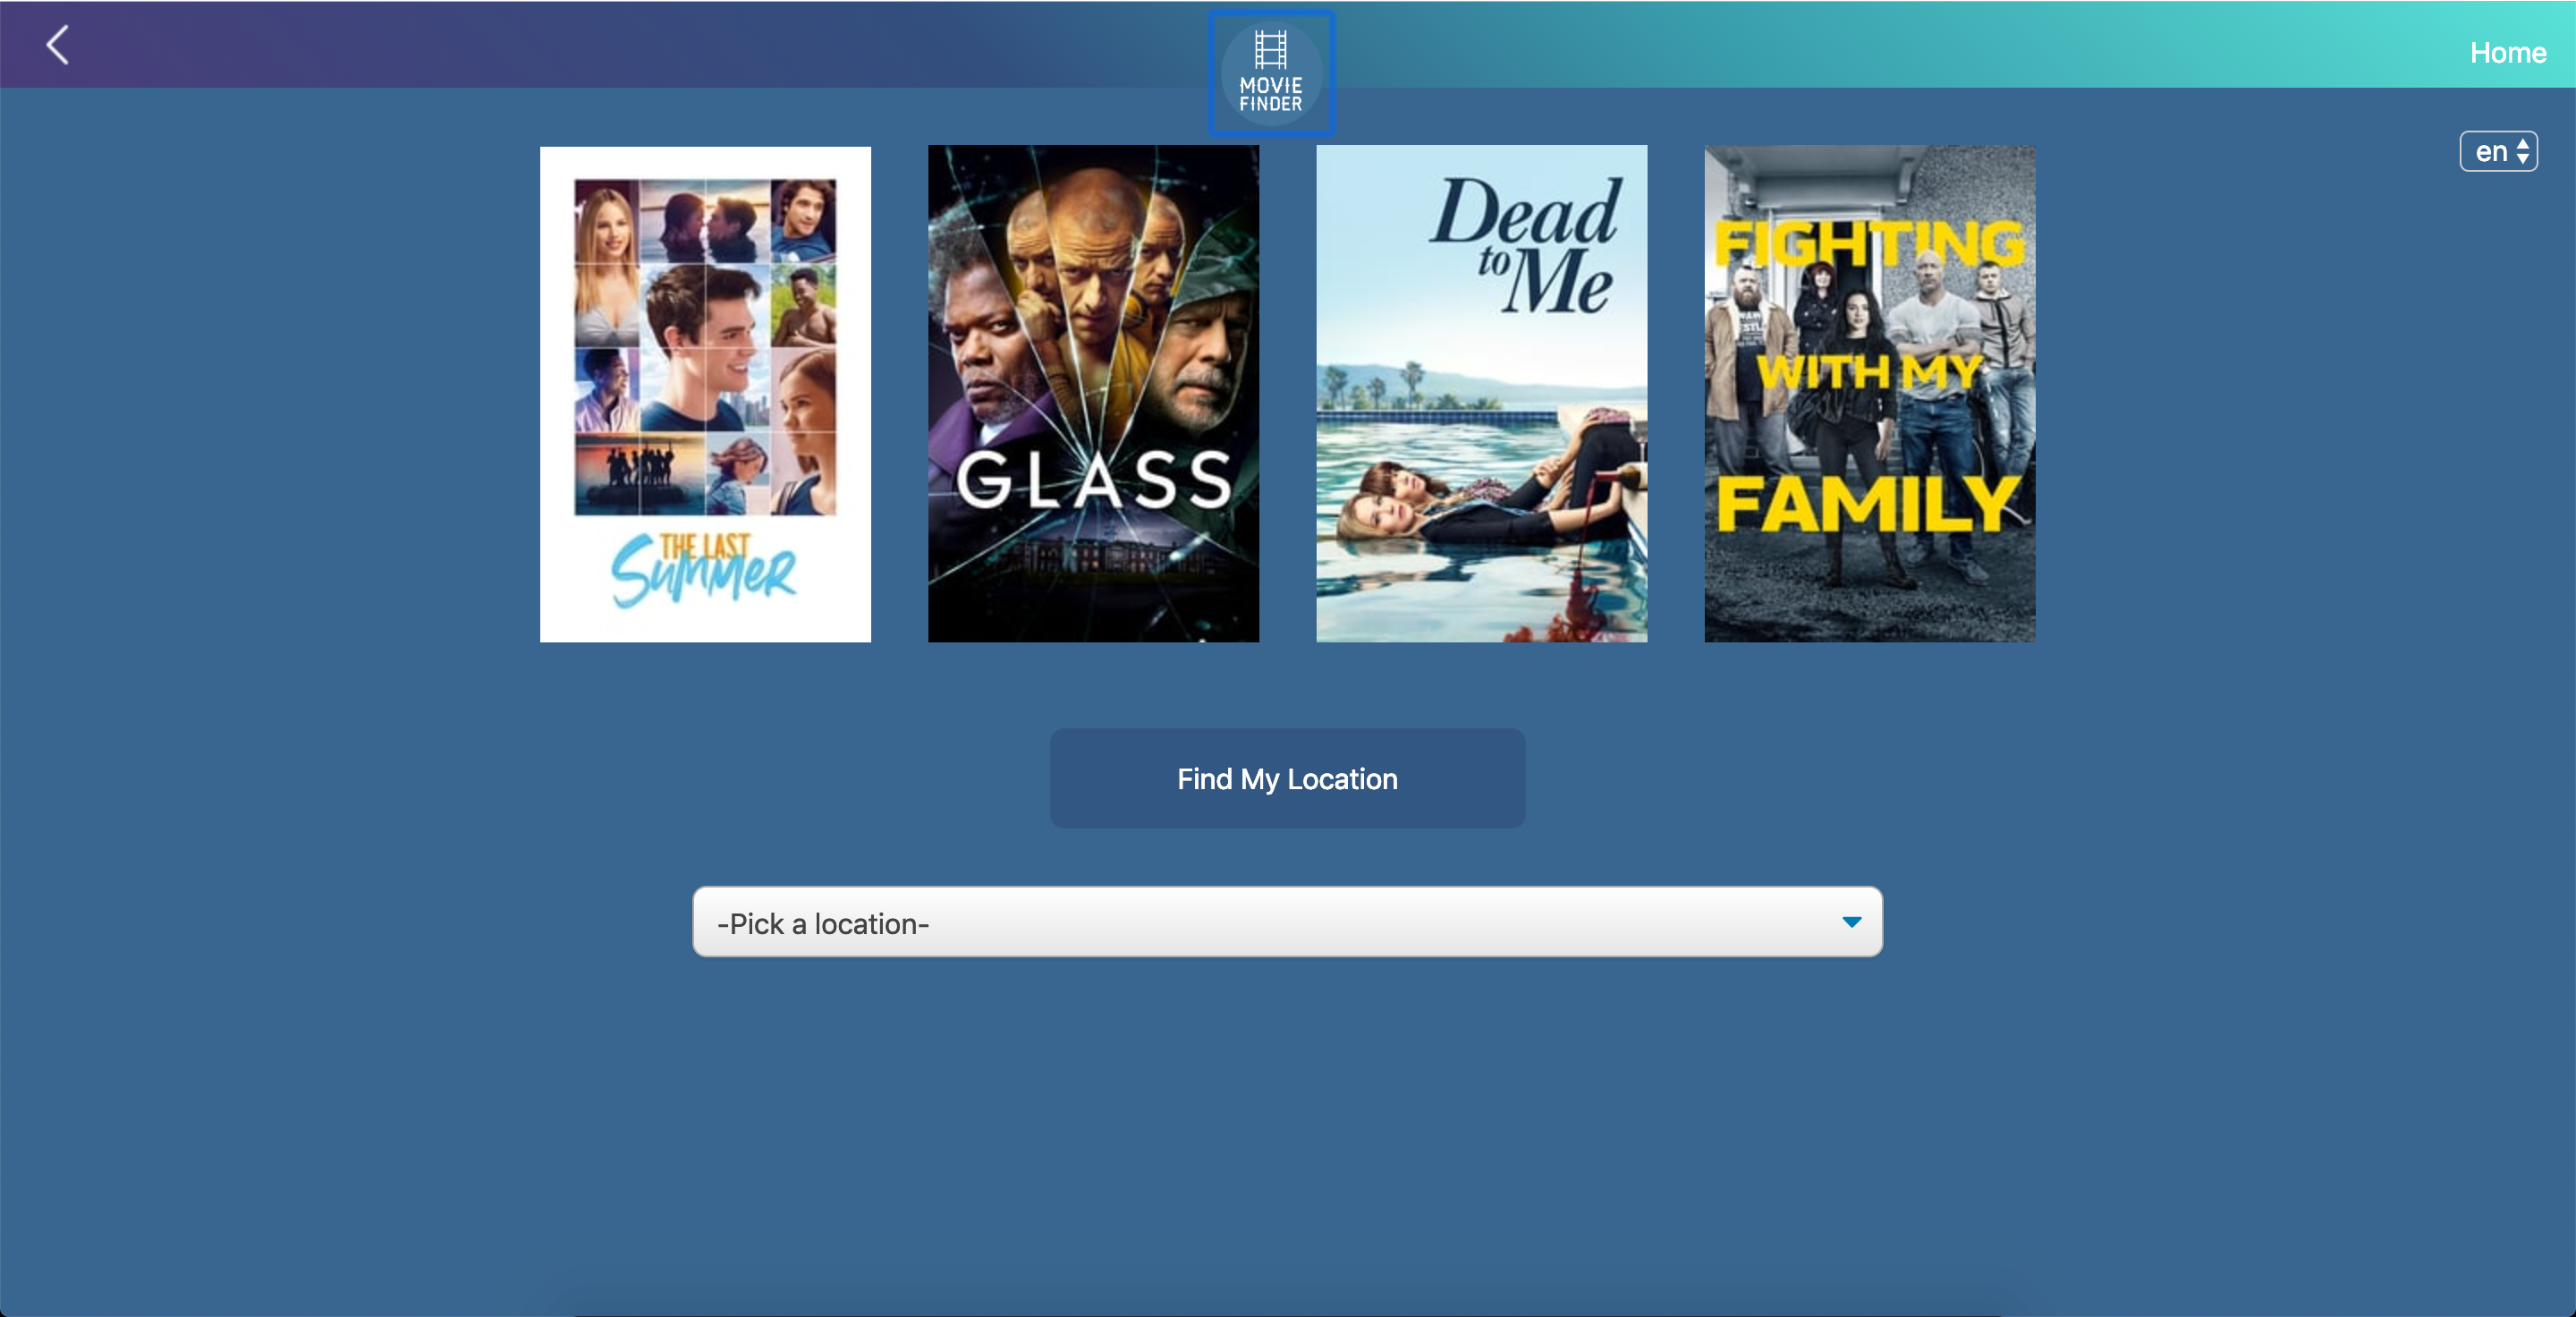 MOVIE
FINDER
Home
en
THE LAST
SUMMER
GLASS
Dead
to Me
FIGHTING
WITH MY
FAMILY
Find My Location
-Pick a location-